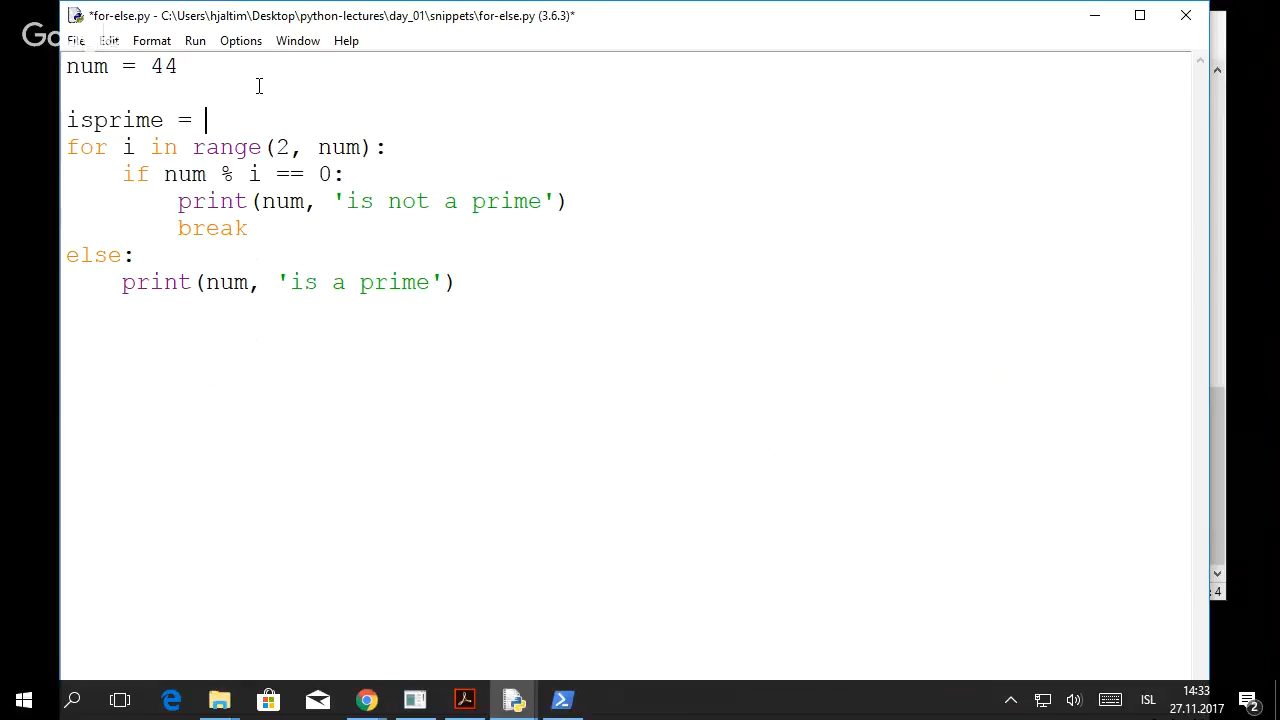 *for-else.py - C:\Users\hjaltim\Desktop\python-lectures\day_01\snippets\for-else.py (3.6.3)*
File Edit Format Run Options Window Help
num = 44
isprime =
for i in range(2, num):
    if num % i == 0:
        print(num, 'is not a prime')
        break
else:
    print(num, 'is a prime')
: 4
ISL
14:33
27.11.2017
2